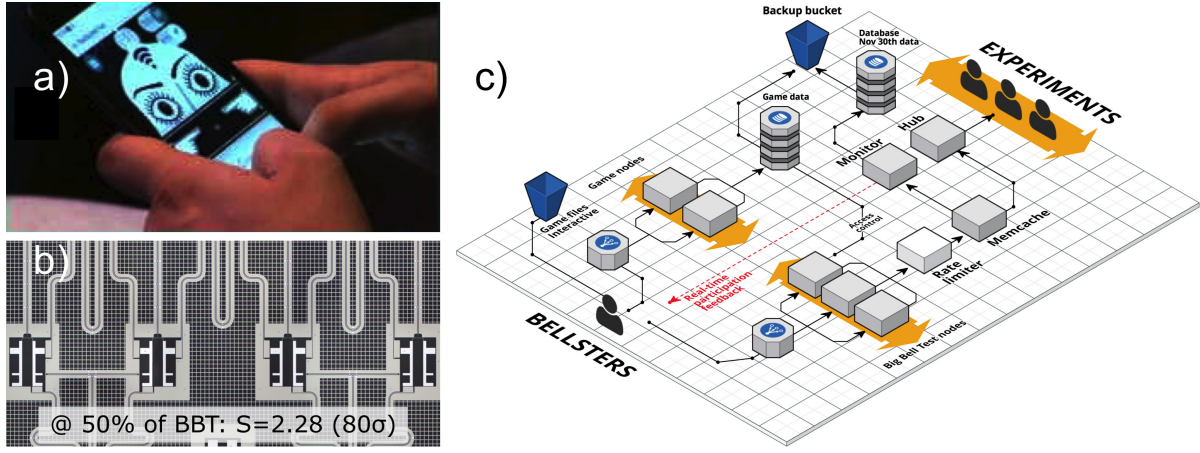 a)
b)
@ 50% of BBT: S=2.28 (80σ)
c)
Backup bucket
Database
Nov 30th data
EXPERIMENTS
Game data
Hub
Monitor
Game nodes
Game files
Interactive
Access
control
Memcache
Rate
limiter
Real-time
participation
feedback
BELLSTERS
Big Bell Test nodes